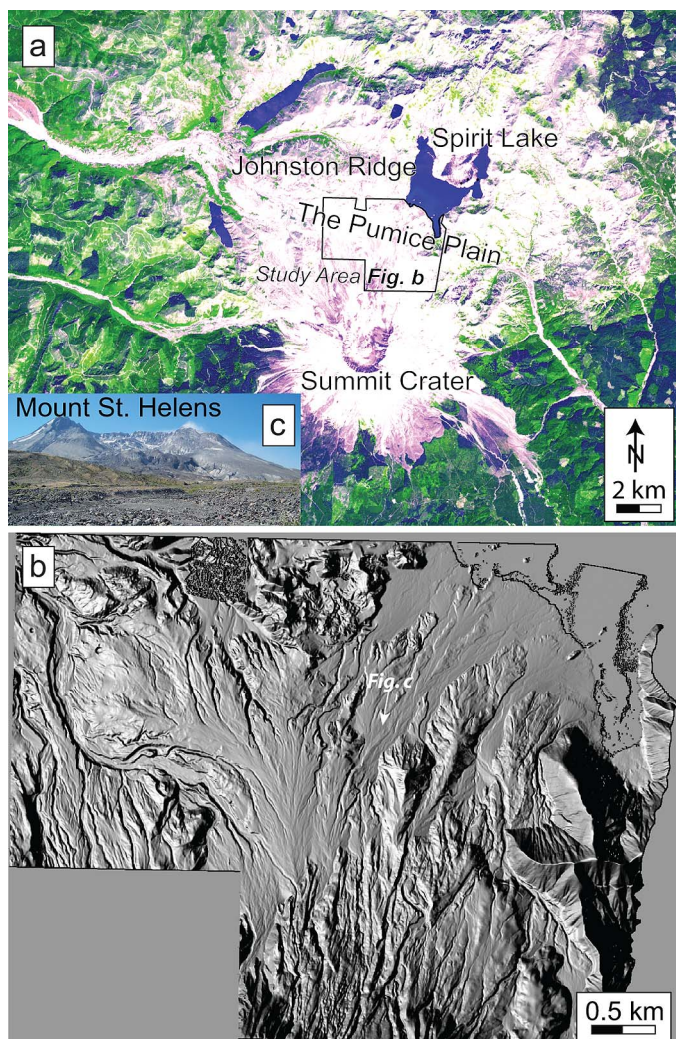 a
Spirit Lake
Johnston Ridge
The Pumice Plain
Study Area Fig. b
Summit Crater
Mount St. Helens
c
N
2 km
b
Fig. c
0.5 km